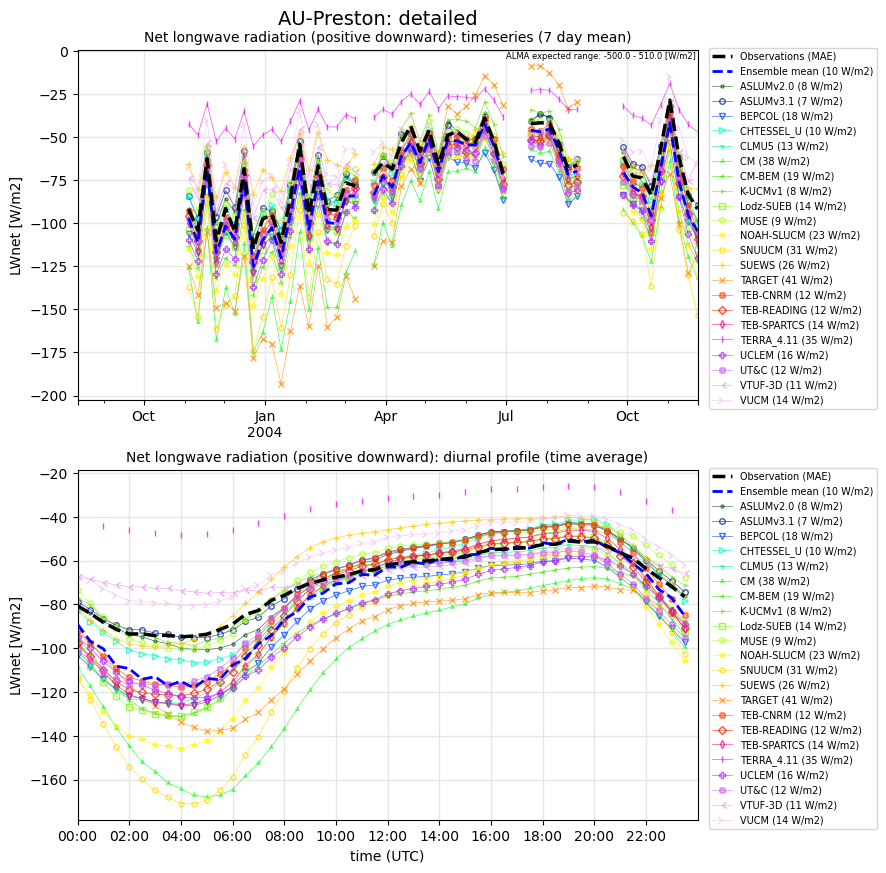 AU-Preston: detailed
Net longwave radiation (positive downward): timeseries (7 day mean)
ALMA expected range: -500.0 - 510.0 [W/m2]
LWnet [W/m2]
0
−25
−50
−75
−100
−125
−150
−175
−200
Oct
Jan
2004
Apr
Jul
Oct
Observations (MAE)
Ensemble mean (10 W/m2)
ASLUMv2.0 (8 W/m2)
ASLUMv3.1 (7 W/m2)
BEPCOL (18 W/m2)
CHTESSEL_U (10 W/m2)
CLMU5 (13 W/m2)
CM (38 W/m2)
CM-BEM (19 W/m2)
K-UCMv1 (8 W/m2)
Lodz-SUEB (14 W/m2)
MUSE (9 W/m2)
NOAH-SLUCM (23 W/m2)
SNUUCM (31 W/m2)
SUEWS (26 W/m2)
TARGET (41 W/m2)
TEB-CNRM (12 W/m2)
TEB-READING (12 W/m2)
TEB-SPARTCS (14 W/m2)
TERRA_4.11 (35 W/m2)
UCLEM (16 W/m2)
UT&C (12 W/m2)
VTUF-3D (11 W/m2)
VUCM (14 W/m2)
Net longwave radiation (positive downward): diurnal profile (time average)
LWnet [W/m2]
−20
−40
−60
−80
−100
−120
−140
−160
00:00 02:00 04:00 06:00 08:00 10:00 12:00 14:00 16:00 18:00 20:00 22:00
time (UTC)
Observation (MAE)
Ensemble mean (10 W/m2)
ASLUMv2.0 (8 W/m2)
ASLUMv3.1 (7 W/m2)
BEPCOL (18 W/m2)
CHTESSEL_U (10 W/m2)
CLMU5 (13 W/m2)
CM (38 W/m2)
CM-BEM (19 W/m2)
K-UCMv1 (8 W/m2)
Lodz-SUEB (14 W/m2)
MUSE (9 W/m2)
NOAH-SLUCM (23 W/m2)
SNUUCM (31 W/m2)
SUEWS (26 W/m2)
TARGET (41 W/m2)
TEB-CNRM (12 W/m2)
TEB-READING (12 W/m2)
TEB-SPARTCS (14 W/m2)
TERRA_4.11 (35 W/m2)
UCLEM (16 W/m2)
UT&C (12 W/m2)
VTUF-3D (11 W/m2)
VUCM (14 W/m2)